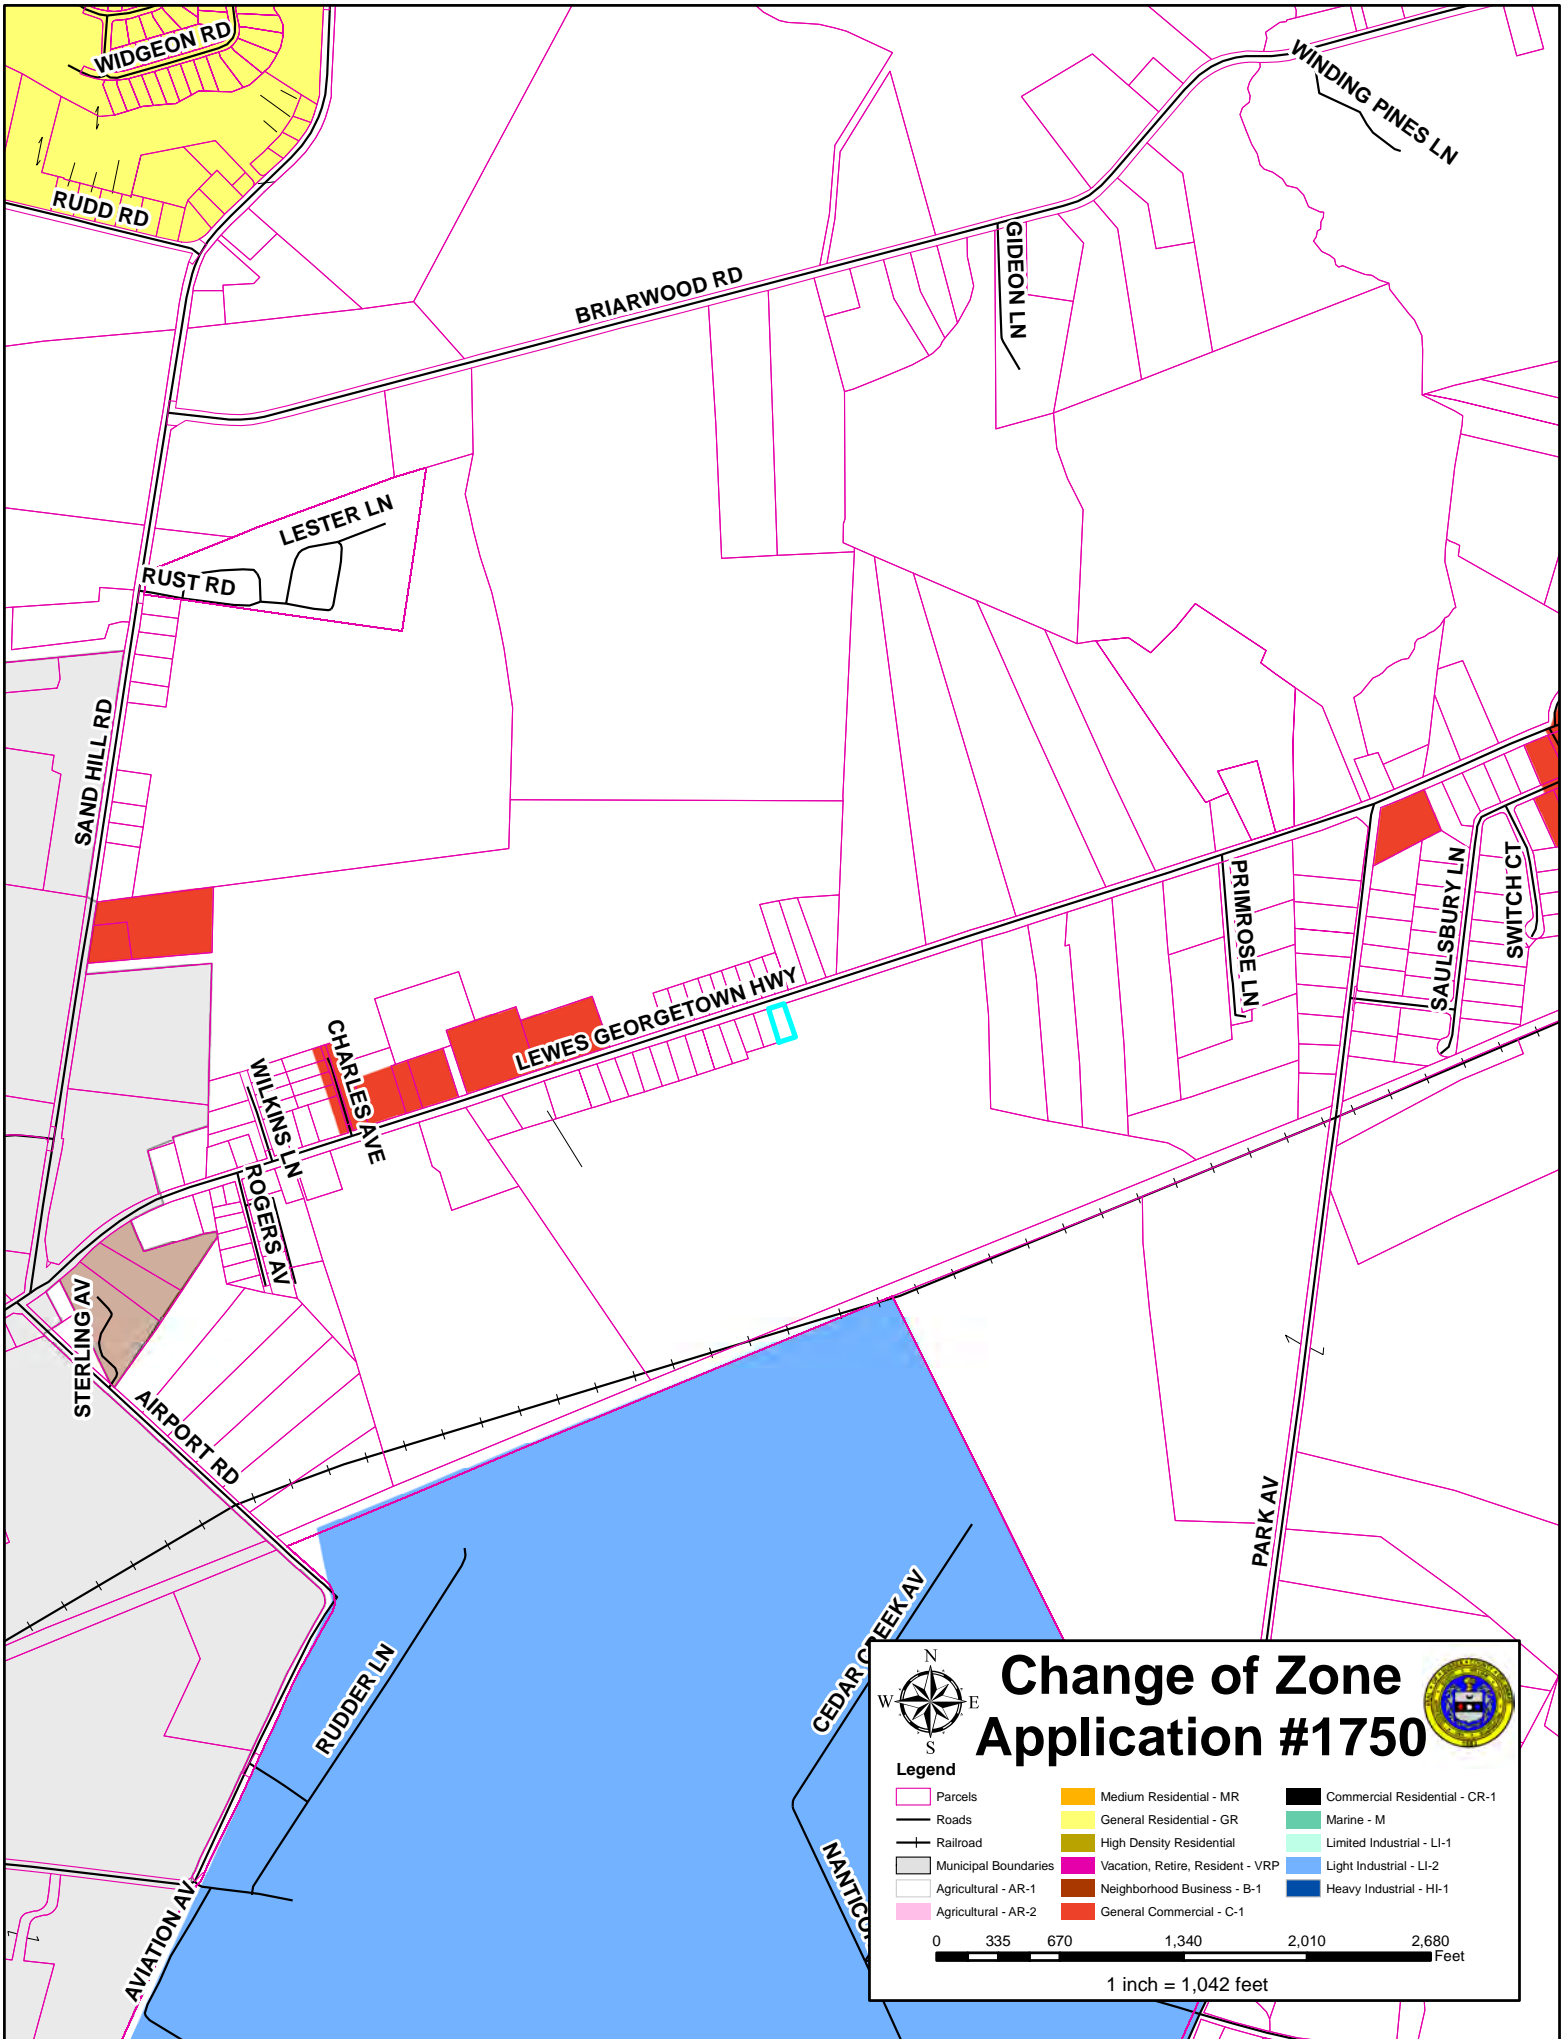 WIDGEON RD
WINDING PINES LN
RUDD RD
GIDEON LN
BRIARWOOD RD
LESTER LN
RUST RD
SAND HILL RD
PRIMROSE LN
SAULSBURY LN
SWITCH CT
LEWES GEORGETOWN HWY
CHARLES AVE
WILKINS LN
ROGERS AV
STERLING AV
AIRPORT RD
PARK AV
RUDDER LN
CEDAR CREEK AV
AVIATION AV
N
W E
S
Change of Zone
Application #1750
Legend
Parcels
Roads
Railroad
Municipal Boundaries
Agricultural - AR-1
Agricultural - AR-2
Medium Residential - MR
General Residential - GR
High Density Residential
Vacation, Retire, Resident - VRP
Neighborhood Business - B-1
General Commercial - C-1
Commercial Residential - CR-1
Marine - M
Limited Industrial - LI-1
Light Industrial - LI-2
Heavy Industrial - HI-1
0 335 670 1,340 2,010 2,680
Feet
1 inch = 1,042 feet